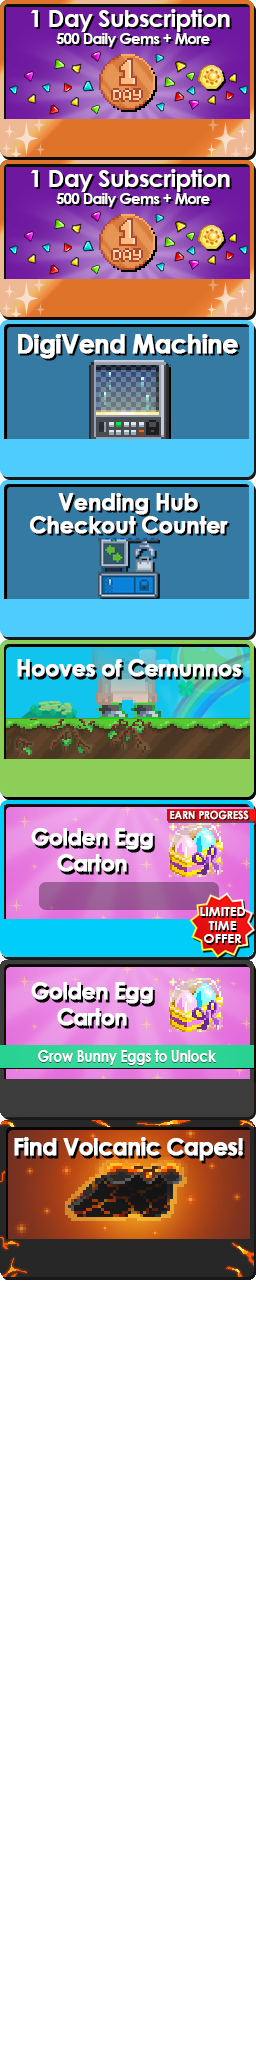 1 Day Subscription
500 Daily Gems + More
1
DAY
1 Day Subscription
500 Daily Gems + More
1
DAY
DigiVend Machine
Vending Hub
Checkout Counter
Hooves of Cernunnos
EARN PROGRESS
Golden Egg
Carton
LIMITED
TIME
OFFER
Golden Egg
Carton
Grow Bunny Eggs to Unlock
Find Volcanic Capes!